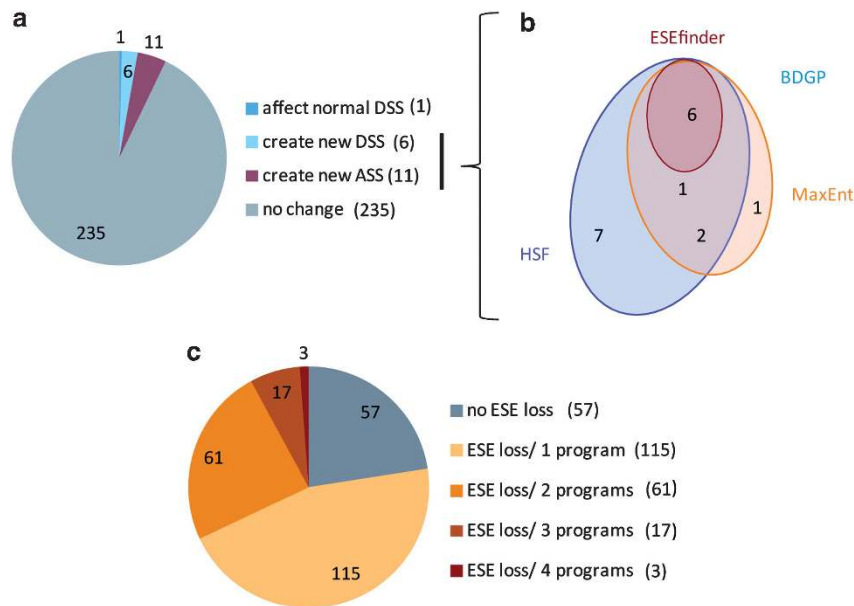 a
1
11
6
235
affect normal DSS (1)
create new DSS (6)
create new ASS (11)
no change (235)
b
ESEfinder
BDGP
6
1
1
MaxEnt
7
2
HSF
c
3
17
57
61
115
no ESE loss (57)
ESE loss/ 1 program (115)
ESE loss/ 2 programs (61)
ESE loss/ 3 programs (17)
ESE loss/ 4 programs (3)